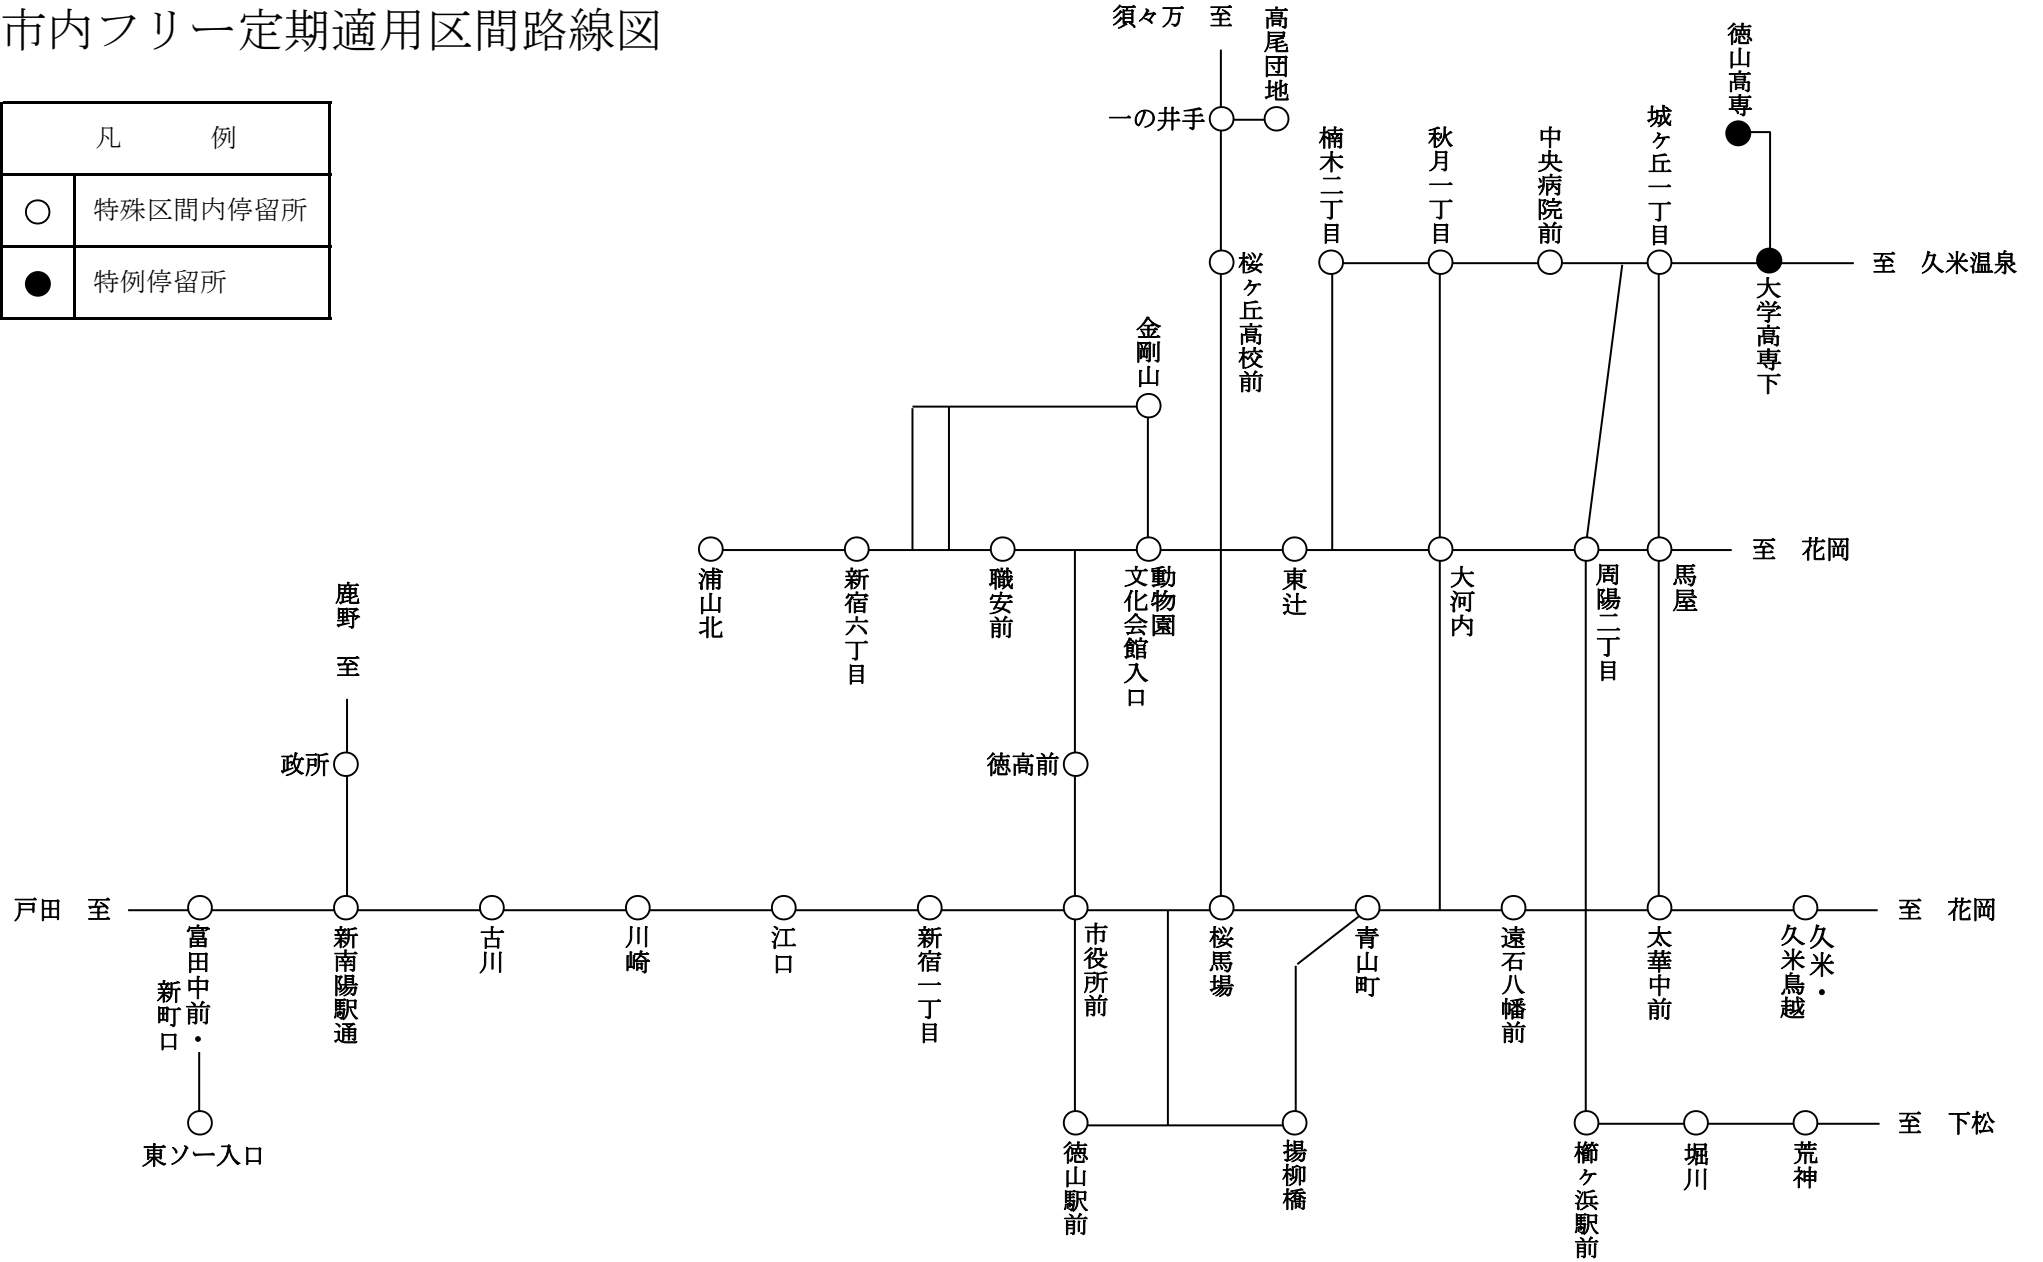 市内フリー定期適用区間路線図
凡　例
特殊区間内停留所
特例停留所
須々万　至
高尾団地
徳山高専
一の井手
楠木二丁目
秋月一丁目
中央病院前
城ヶ丘一丁目
桜ヶ丘高校前
至　久米温泉
大学高専下
金剛山
至　花岡
浦山北
新宿六丁目
職安前
動物園
文化会館入口
東辻
大河内
周陽二丁目
馬屋
鹿野　至
政所
徳高前
戸田　至
至　花岡
富田中前・
新町口
新南陽駅通
古川
川崎
江口
新宿一丁目
市役所前
桜馬場
青山町
遠石八幡前
太華中前
久米・
久米鳥越
東ソー入口
徳山駅前
揚柳橋
櫛ヶ浜駅前
堀川
荒神
至　下松